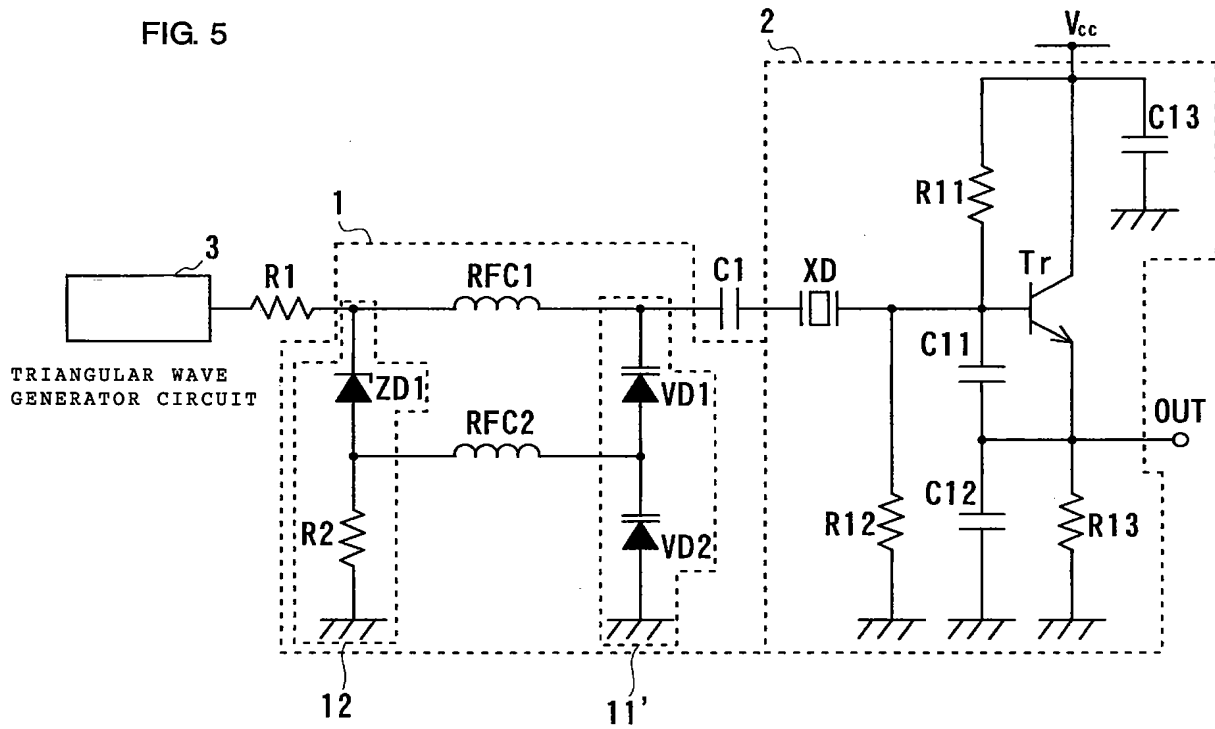 FIG. 5
2
Vcc
C13
R11
1
3
R1
RFC1
C1
XD
Tr
C11
TRIANGULAR WAVE
GENERATOR CIRCUIT
ZD1
VD1
RFC2
OUT
R2
VD2
R12
C12
R13
12
11'